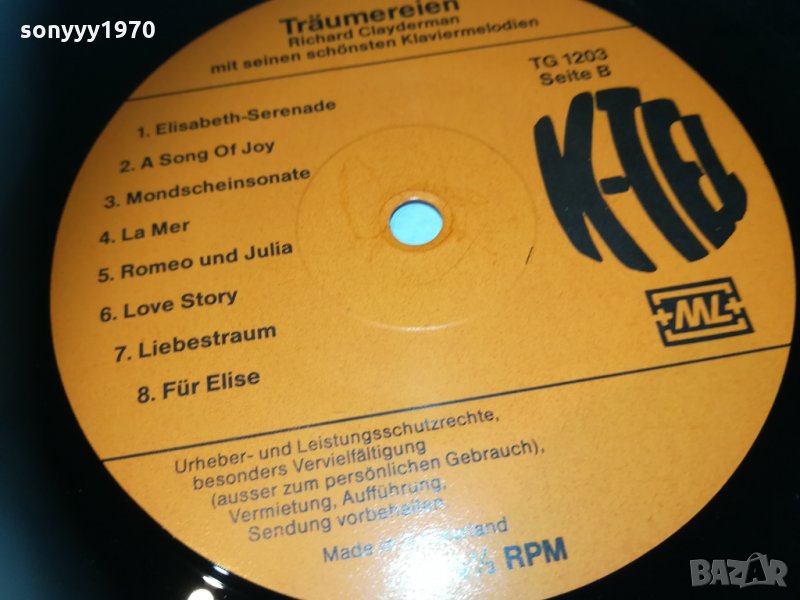 sonyyy1970
Träumereien
Richard Clayderman
mit seinen schönsten Klaviermelodien
TG 1203
Seite B
K-TEL
ML
1. Elisabeth-Serenade
2. A Song Of Joy
3. Mondscheinsonate
4. La Mer
5. Romeo und Julia
6. Love Story
7. Liebestraum
8. Für Elise
Urheber- und Leistungsschutzrechte,
besonders Vervielfältigung
(ausser zum persönlichen Gebrauch),
Vermietung, Aufführung,
Sendung vorbehalten
Made in
RPM
BAZAR